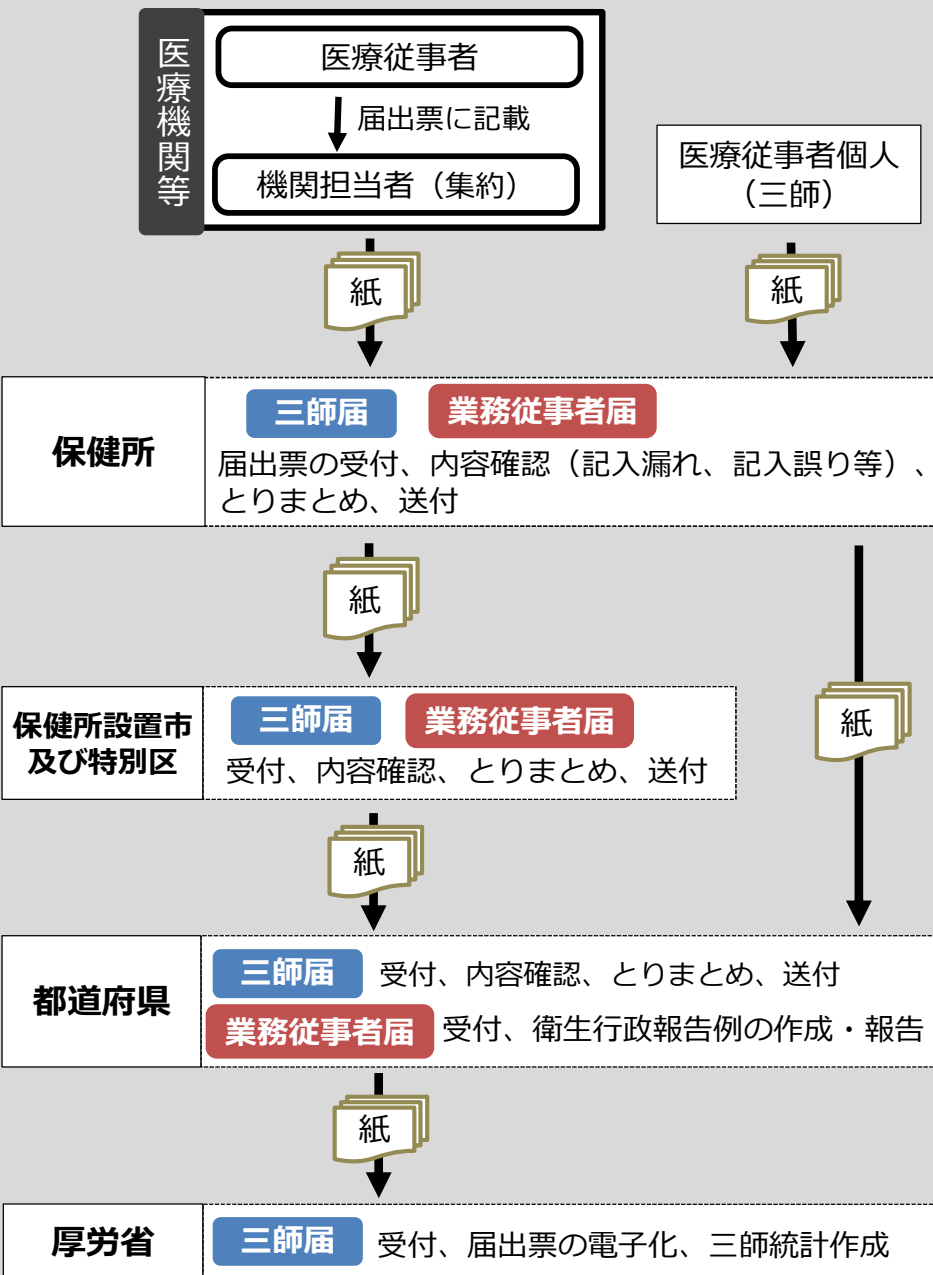 医療機関等
医療従事者
届出票に記載
機関担当者（集約）
医療従事者個人
（三師）
紙
紙
保健所
三師届
業務従事者届
届出票の受付、内容確認（記入漏れ、記入誤り等）、
とりまとめ、送付
紙
紙
保健所設置市
及び特別区
三師届
業務従事者届
受付、内容確認、とりまとめ、送付
紙
都道府県
三師届
受付、内容確認、とりまとめ、送付
業務従事者届
受付、衛生行政報告例の作成・報告
紙
厚労省
三師届
受付、届出票の電子化、三師統計作成